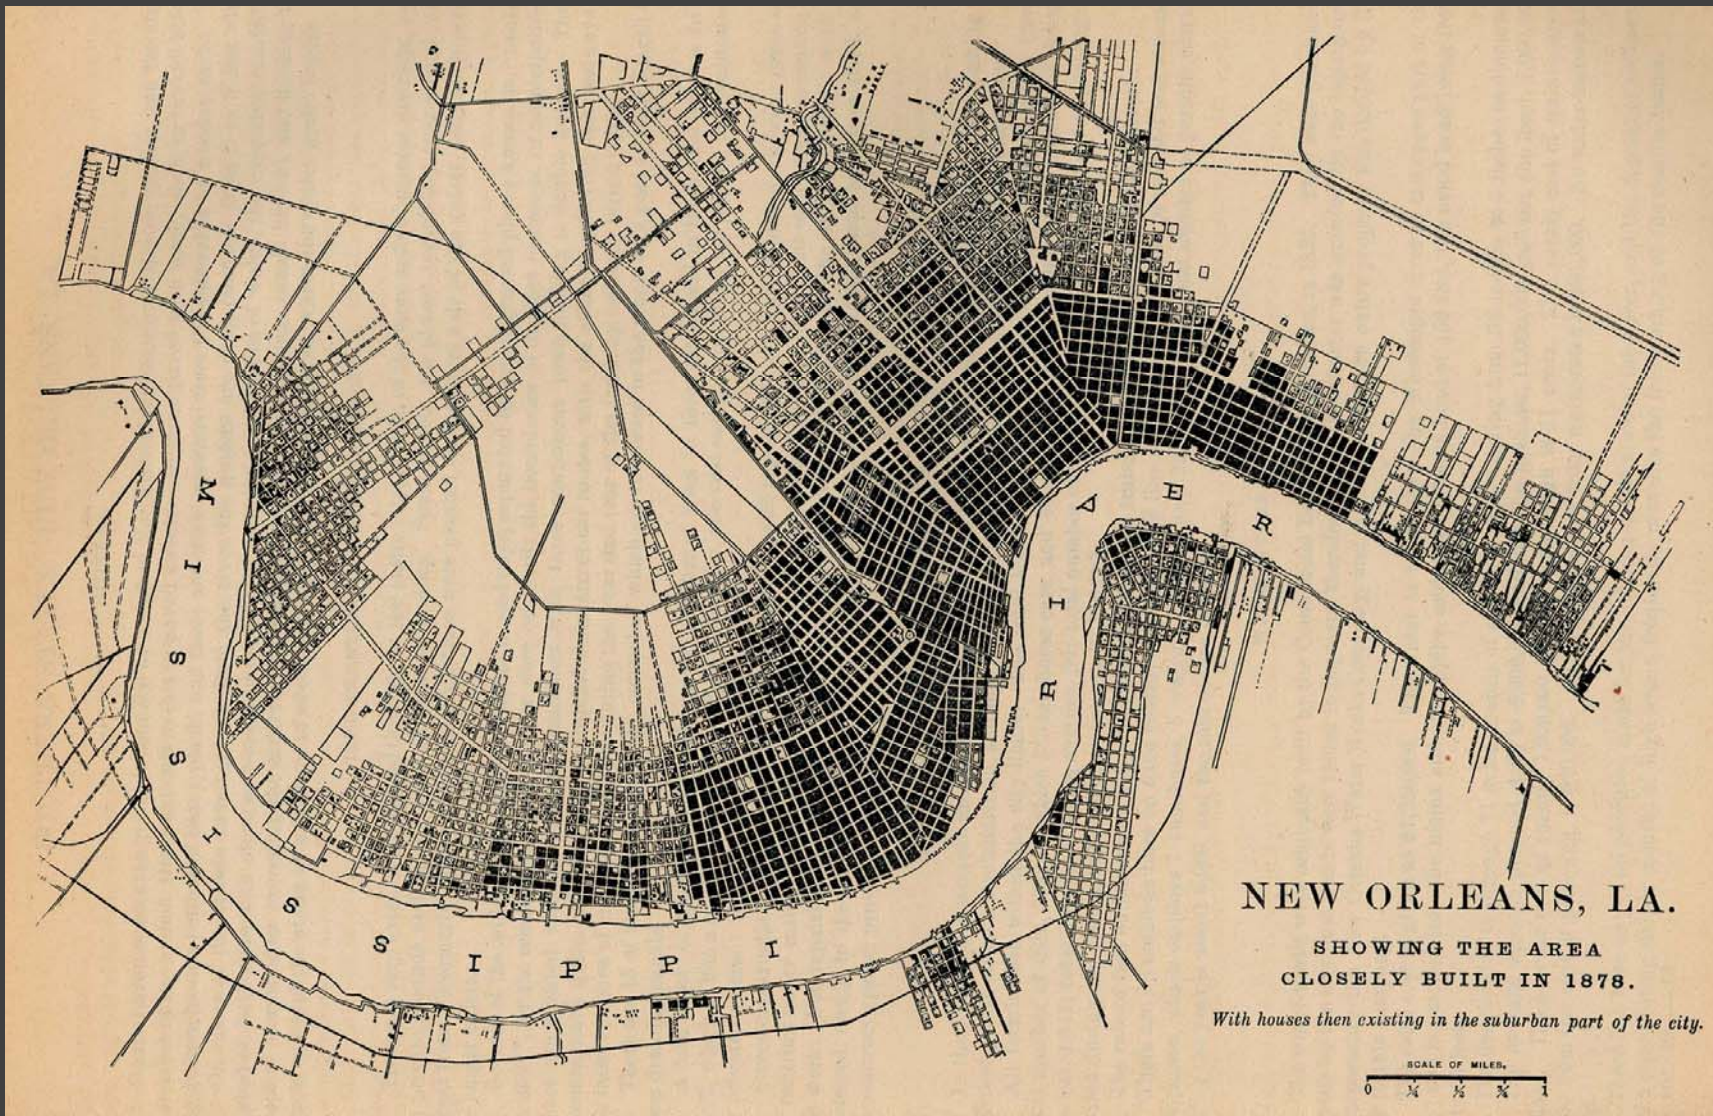 MISSISSIPPI
RIVER
NEW ORLEANS, LA.
SHOWING THE AREA
CLOSELY BUILT IN 1878.
With houses then existing in the suburban part of the city.
SCALE OF MILES.
0 ¼ ½ ¾ 1